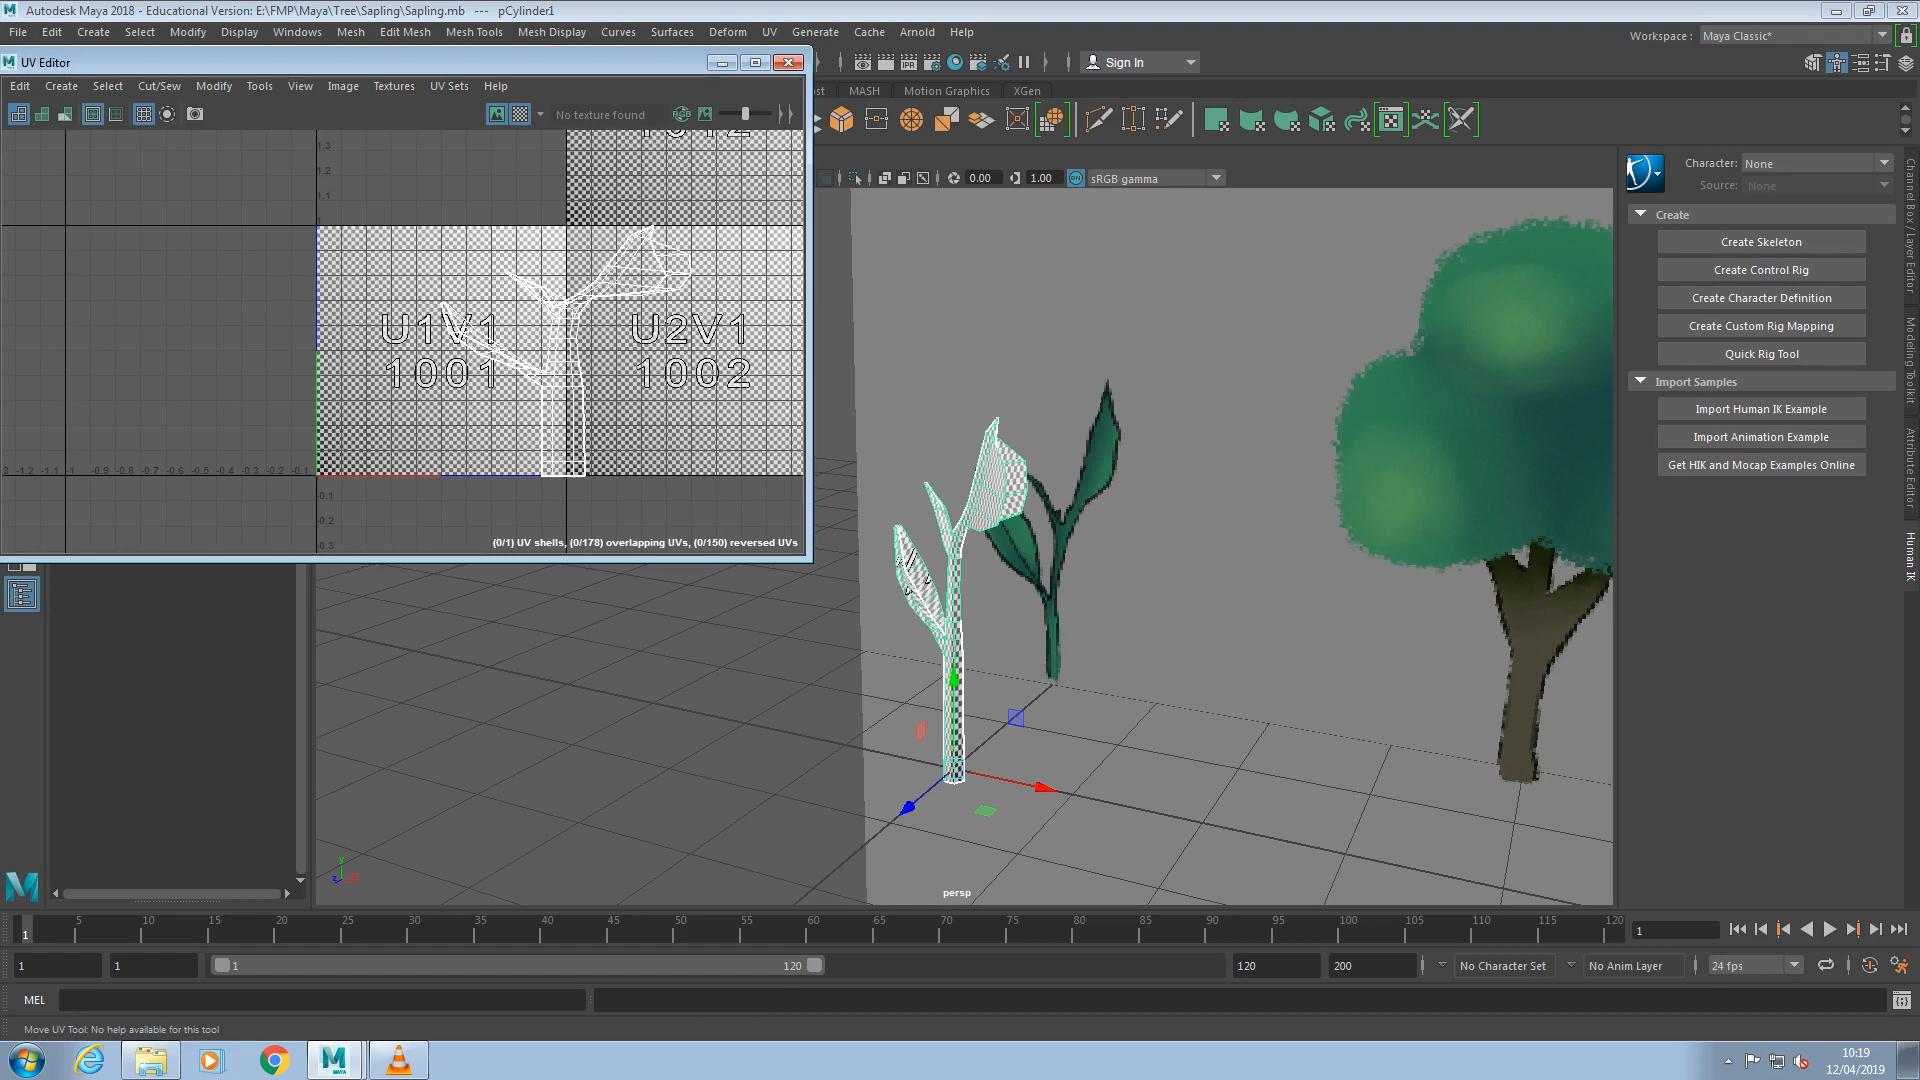 Autodesk Maya 2018 - Educational Version: E:\FMP\Maya\Tree\Sapling\Sapling.mb --- pCylinder1
File Edit Create Select Modify Display Windows Mesh Edit Mesh Mesh Tools Mesh Display Curves Surfaces Deform UV Generate Cache Arnold Help
Workspace : Maya Classic*
UV Editor
Sign In
Edit Create Select Cut/Sew Modify Tools View Image Textures UV Sets Help
MASH Motion Graphics XGen
No texture found
0.00 1.00 sRGB gamma
Character: None
Source: None
Create
Create Skeleton
Create Control Rig
Create Character Definition
Create Custom Rig Mapping
Quick Rig Tool
Import Samples
Import Human IK Example
Import Animation Example
Get HIK and Mocap Examples Online
Channel Box / Layer Editor
Modeling Toolkit
Attribute Editor
Human IK
1.3
1.2
1.1
1
U1V1 U2V1
1001 1002
-1.2 -1.1 -1 -0.9 -0.8 -0.7 -0.6 -0.5 -0.4 -0.3 -0.2 -0.1
-0.1
-0.2
-0.3
(0/1) UV shells, (0/178) overlapping UVs, (0/150) reversed UVs
y
z
persp
5 10 15 20 25 30 35 40 45 50 55 60 65 70 75 80 85 90 95 100 105 110 115 120
1
1
1 1 1 120 120 200 No Character Set No Anim Layer 24 fps
MEL
Move UV Tool: No help available for this tool
MAYA
10:19
12/04/2019